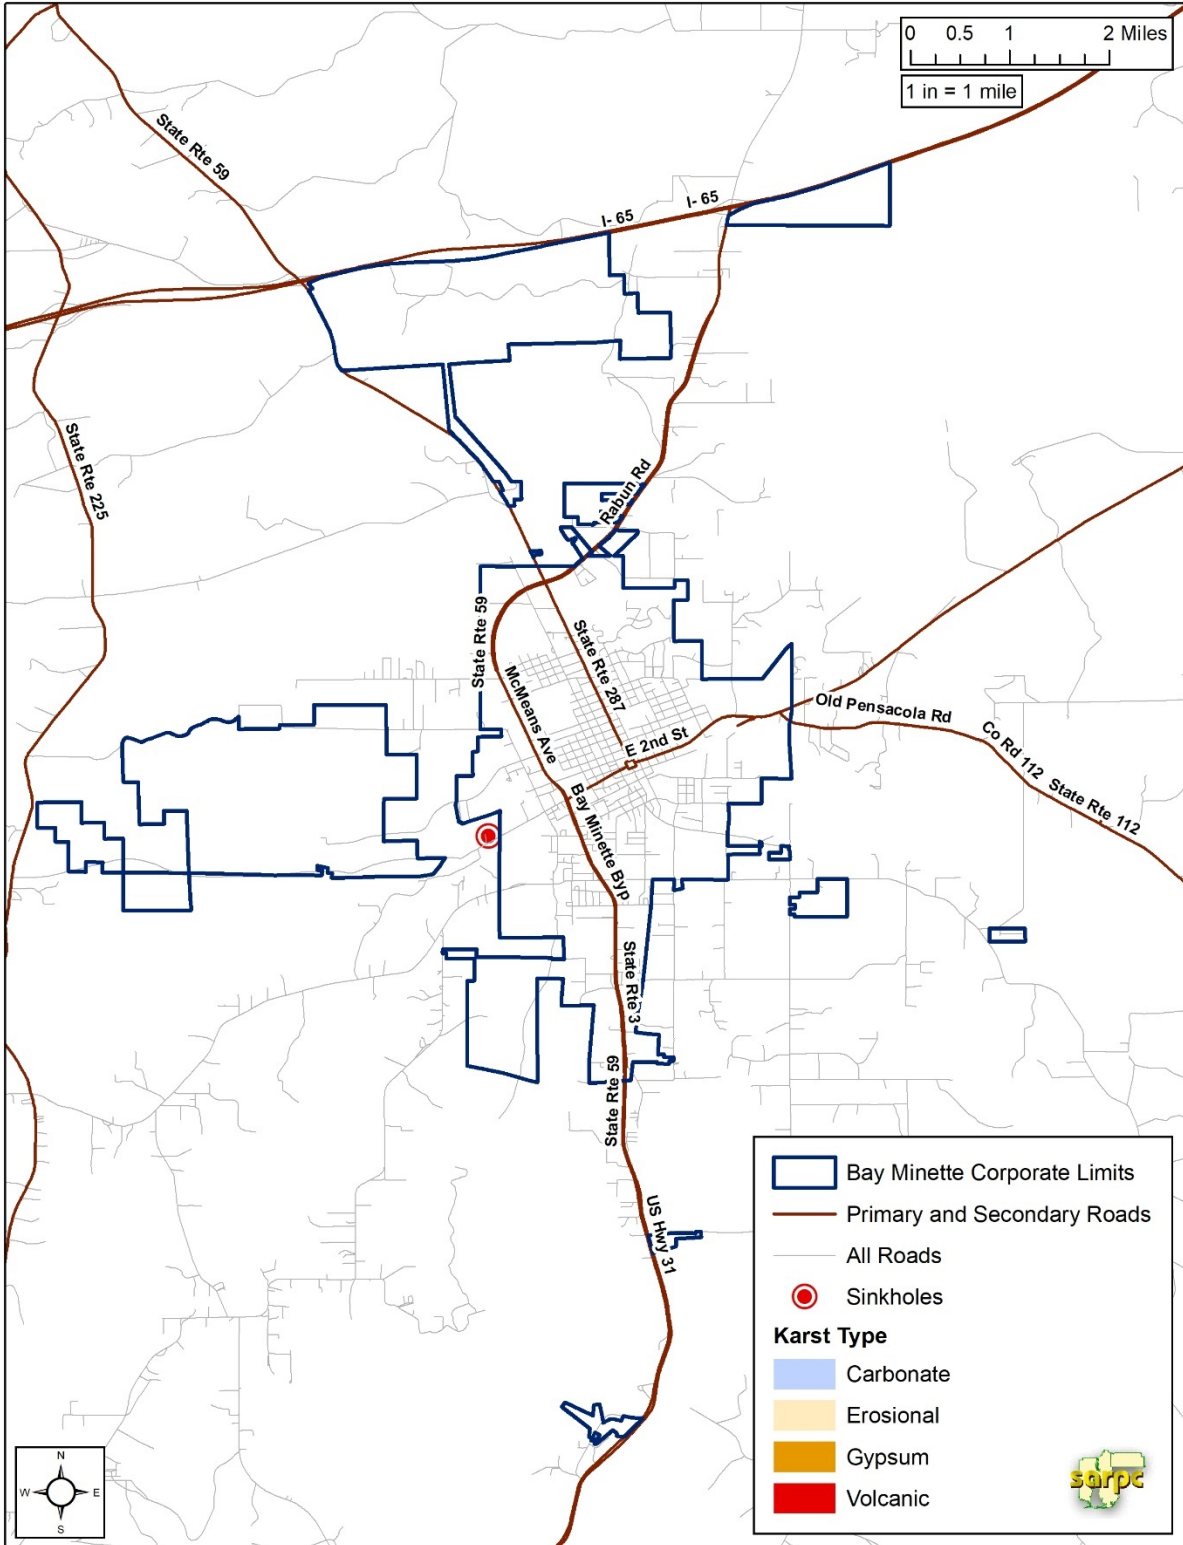 0 0.5 1 2 Miles
1 in = 1 mile
State Rte 59
I- 65
I- 65
State Rte 225
Rabun Rd
State Rte 59
State Rte 287
McMeans Ave
Old Pensacola Rd
E 2nd St
Co Rd 112
State Rte 112
Bay Minette Byp
State Rte 3
State Rte 59
US Hwy 31
Bay Minette Corporate Limits
Primary and Secondary Roads
All Roads
Sinkholes
Karst Type
Carbonate
Erosional
Gypsum
Volcanic
sarpc
N
W E
S